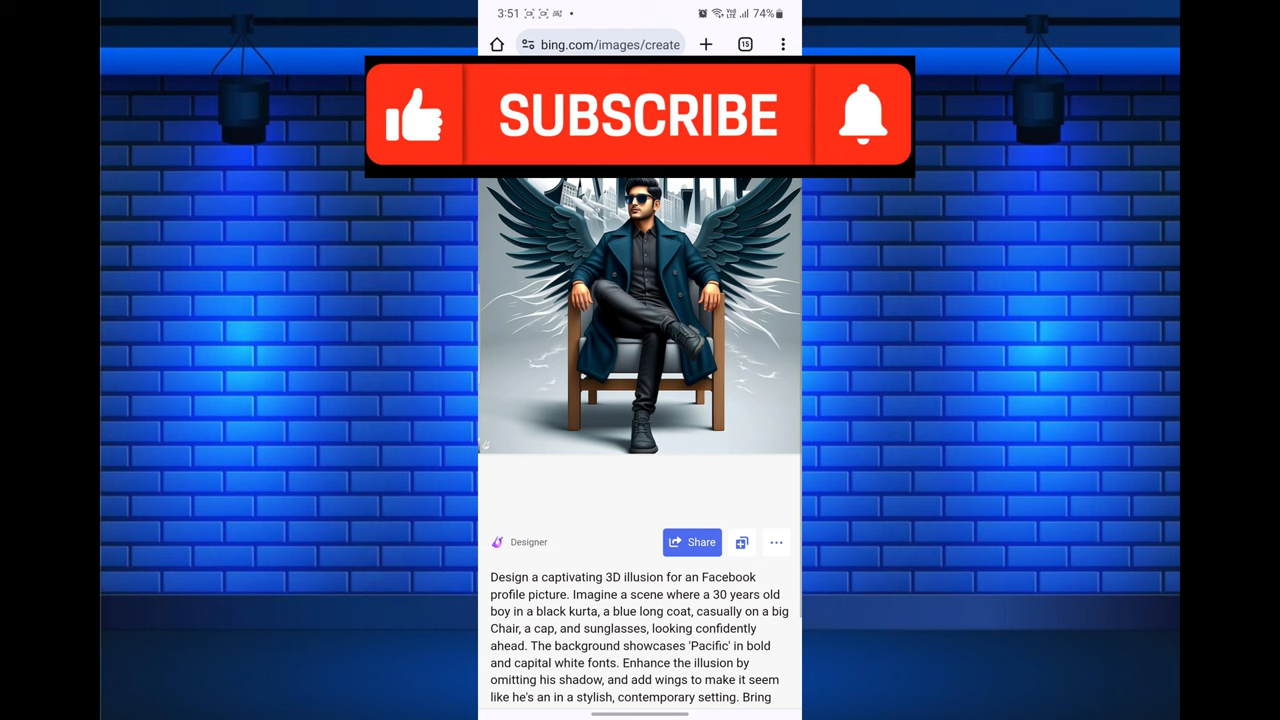 3:51
74%
bing.com/images/create
15
SUBSCRIBE
Designer
Share
Design a captivating 3D illusion for an Facebook
profile picture. Imagine a scene where a 30 years old
boy in a black kurta, a blue long coat, casually on a big
Chair, a cap, and sunglasses, looking confidently
ahead. The background showcases 'Pacific' in bold
and capital white fonts. Enhance the illusion by
omitting his shadow, and add wings to make it seem
like he's an in a stylish, contemporary setting. Bring